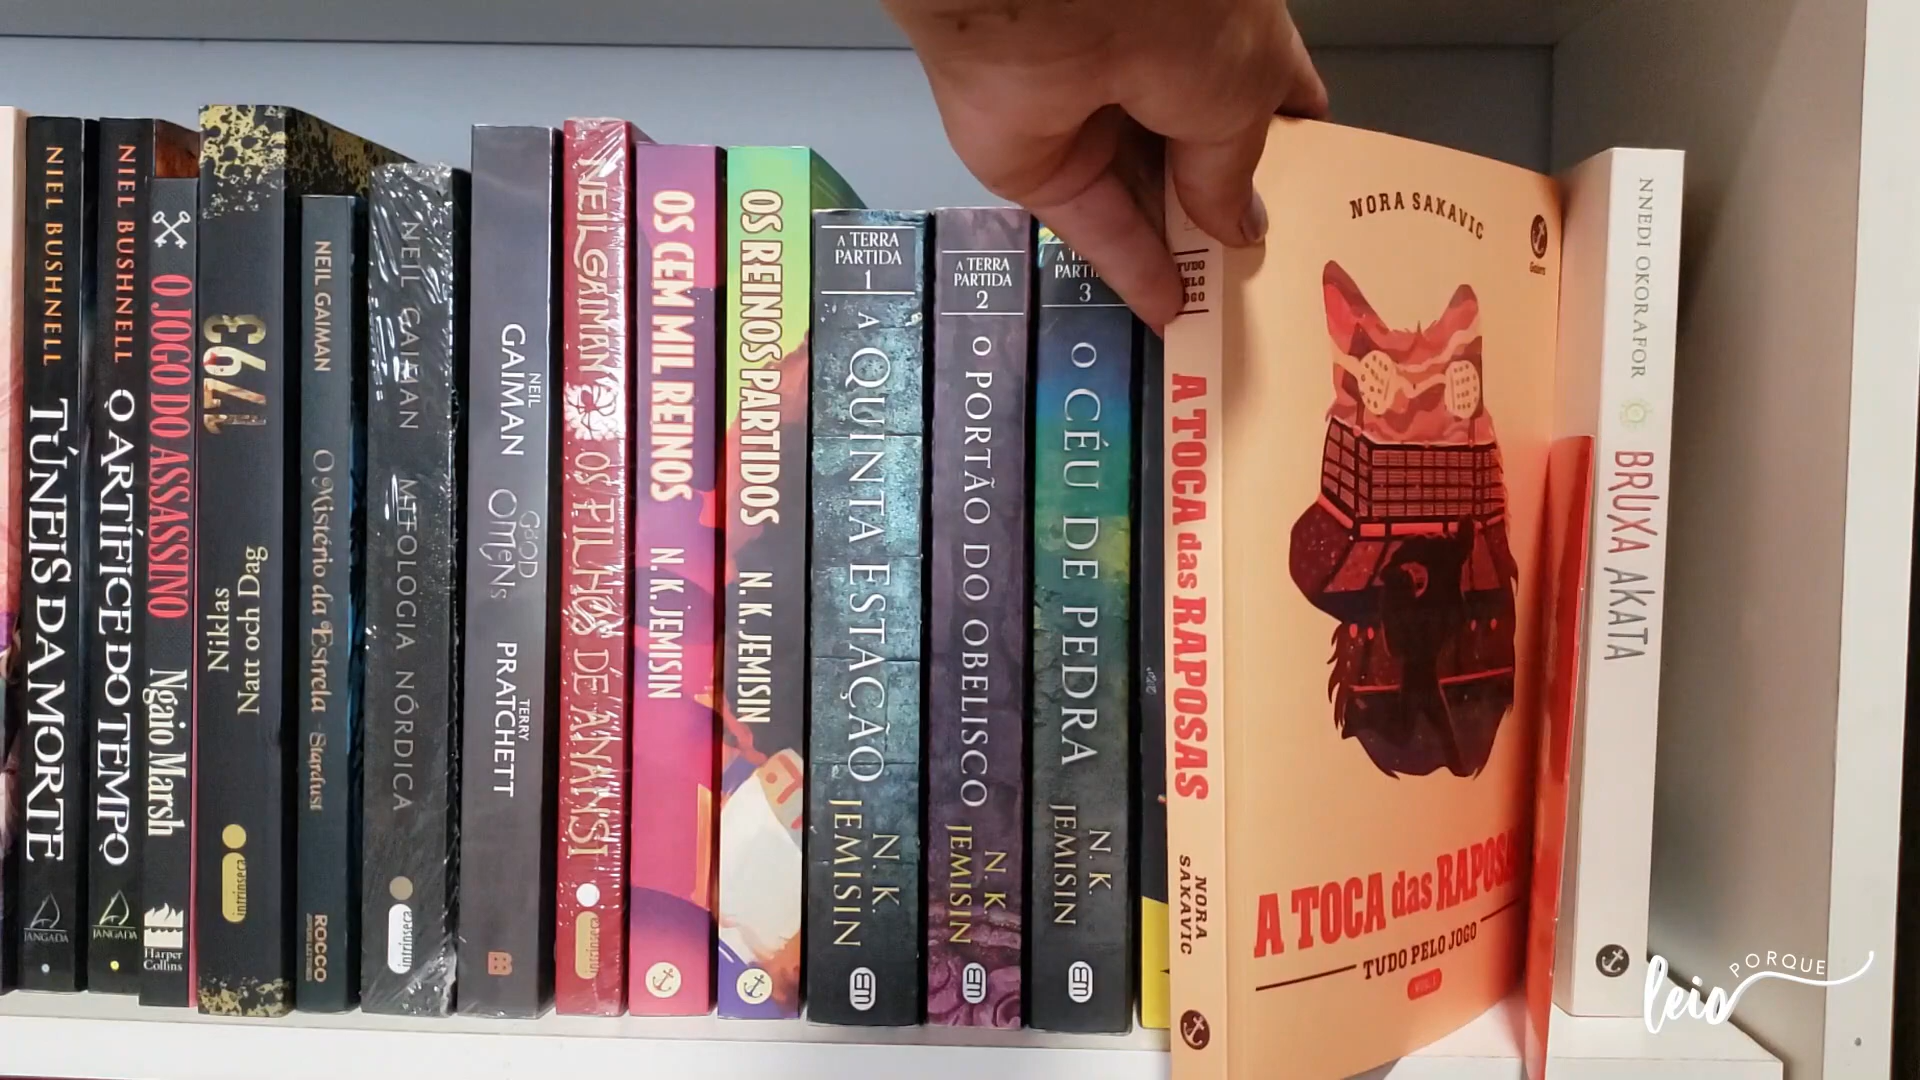 NIEL BUSHNELL
TÚNEIS DA MORTE
JANGADA
NIEL BUSHNELL
O ARTÍFICE DO TEMPO
JANGADA
O JOGO DO ASSASSINO
Ngaio Marsh
Harper
Collins
1793
Niklas
Natt och Dag
intrínseca
NEIL GAIMAN
O Mistério da Estrela - Stardust
ROCCO
NEIL GAIMAN
MITOLOGIA NÓRDICA
intrínseca
NEIL
GAIMAN
GOOD
OMENS
TERRY
PRATCHETT
B
NEIL GAIMAN
OS FILHOS DE ANANSI
intrínseca
OS CEM MIL REINOS
N. K. JEMISIN
OS REINOS PARTIDOS
N. K. JEMISIN
A TERRA
PARTIDA
1
A QUINTA ESTAÇÃO
N. K.
JEMISIN
A TERRA
PARTIDA
2
O PORTÃO DO OBELISCO
N. K.
JEMISIN
3
O CÉU DE PEDRA
N. K.
JEMISIN
TUDO
PELO
JOGO
A TOCA das RAPOSAS
NORA
SAKAVIC
NORA SAKAVIC
Galera
A TOCA das RAPOSAS
TUDO PELO JOGO
NNEDI OKORAFOR
BRUXA AKATA
leio PORQUE